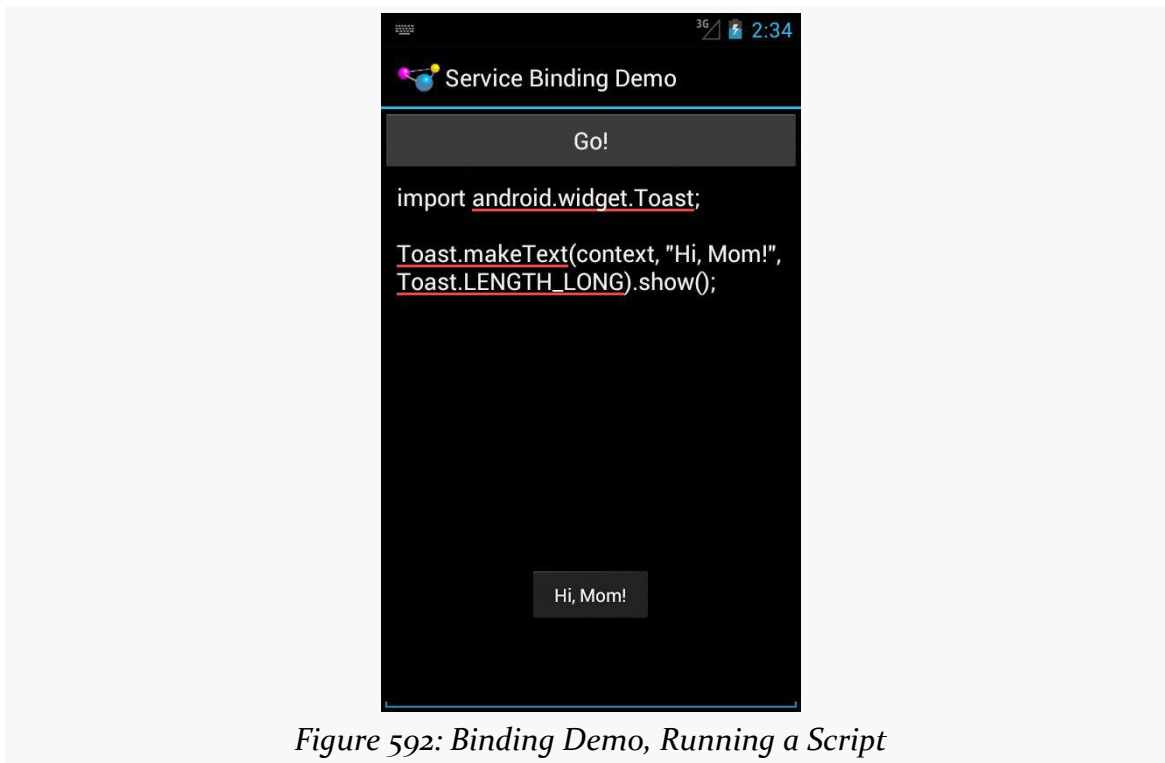 3G 2:34
Service Binding Demo
Go!
import android.widget.Toast;
Toast.makeText(context, "Hi, Mom!",
Toast.LENGTH_LONG).show();
Hi, Mom!
Figure 592: Binding Demo, Running a Script